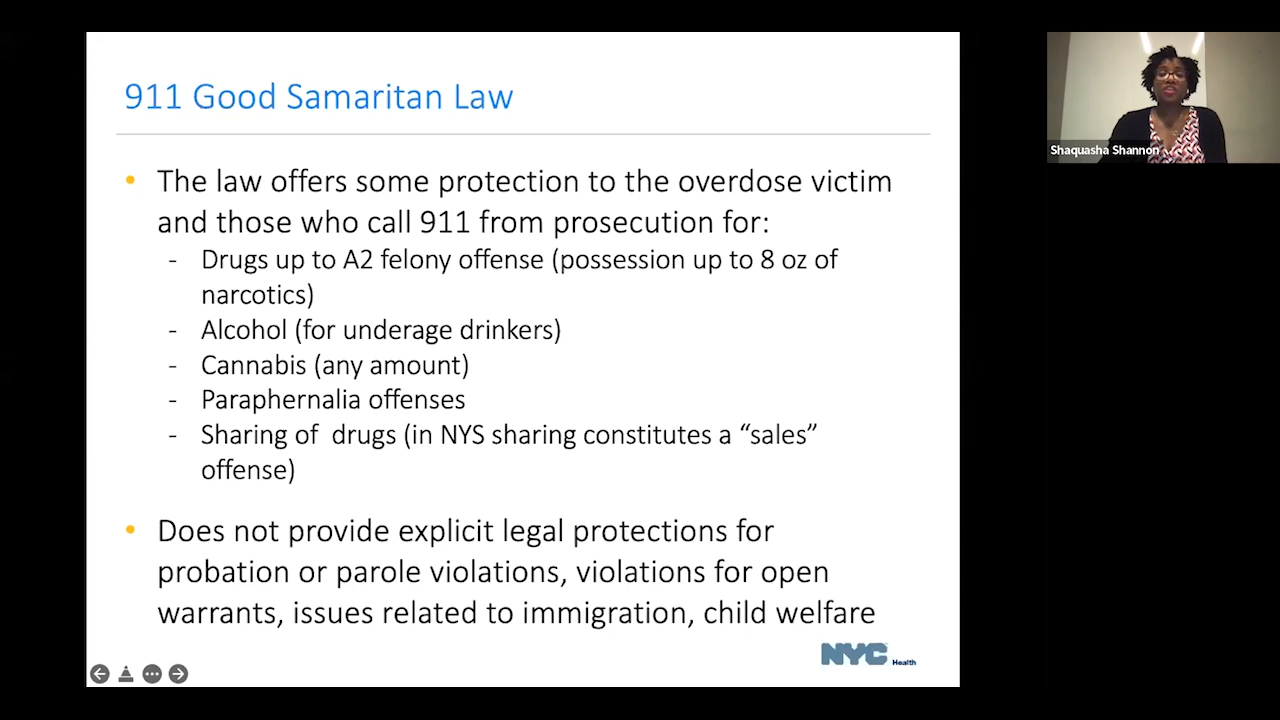 911 Good Samaritan Law
• The law offers some protection to the overdose victim
and those who call 911 from prosecution for:
- Drugs up to A2 felony offense (possession up to 8 oz of
narcotics)
- Alcohol (for underage drinkers)
- Cannabis (any amount)
- Paraphernalia offenses
- Sharing of drugs (in NYS sharing constitutes a “sales”
offense)
• Does not provide explicit legal protections for
probation or parole violations, violations for open
warrants, issues related to immigration, child welfare
NYC Health
Shaquasha Shannon